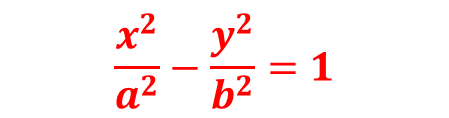 x²/a² − y²/b² = 1